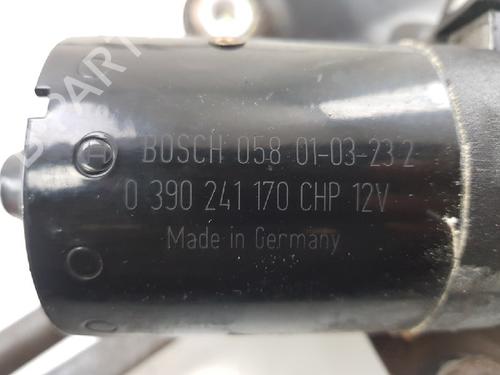 BOSCH 058 01-03-23 2
0 390 241 170 CHP 12V
Made in Germany